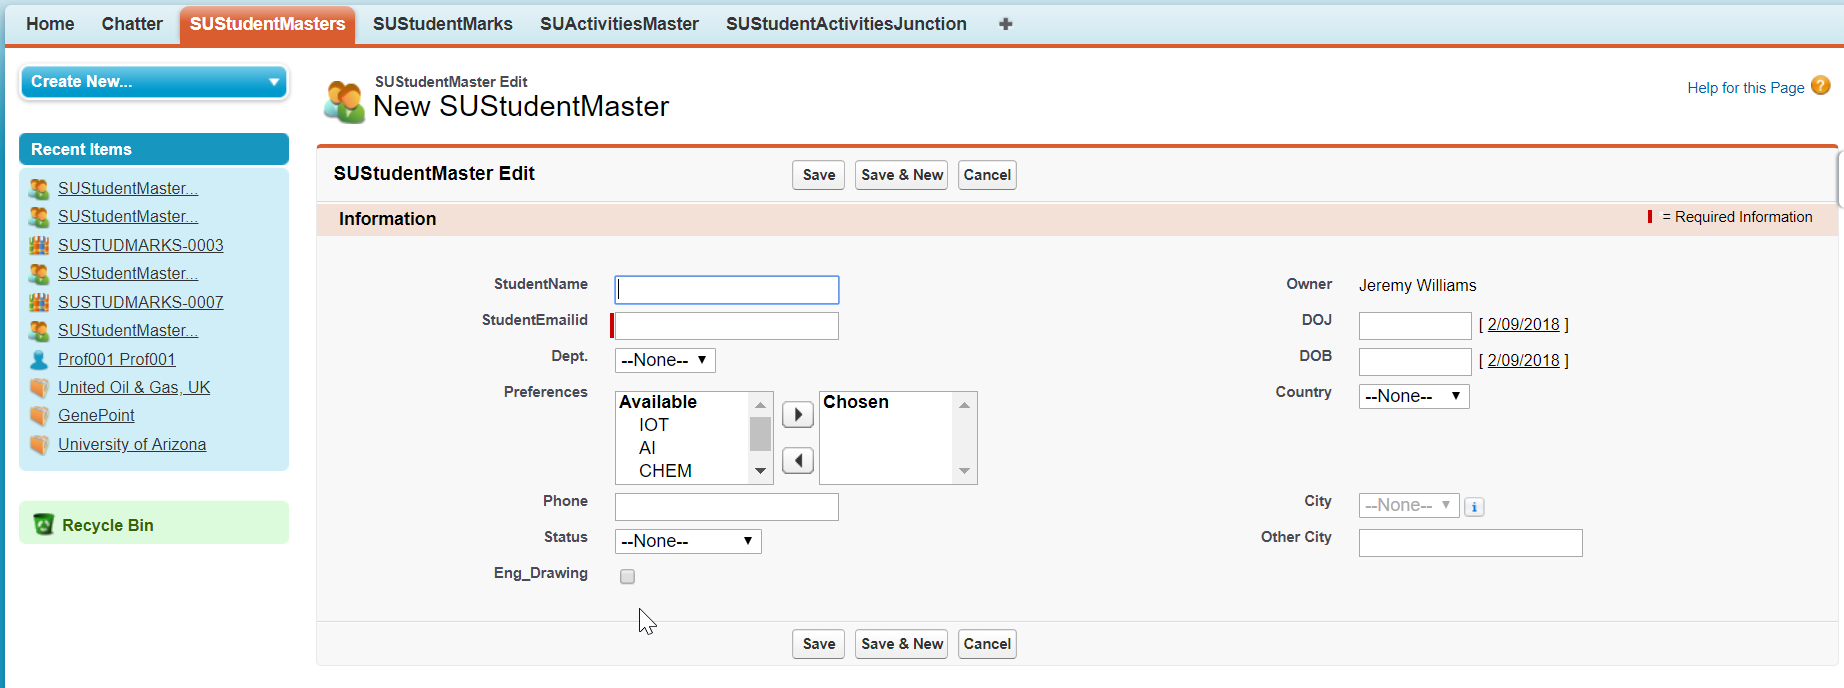 Home Chatter SUStudentMasters SUStudentMarks SUActivitiesMaster SUStudentActivitiesJunction +
Create New...
Recent Items
SUStudentMaster...
SUStudentMaster...
SUSTUDMARKS-0003
SUStudentMaster...
SUSTUDMARKS-0007
SUStudentMaster...
Prof001 Prof001
United Oil & Gas, UK
GenePoint
University of Arizona
Recycle Bin
SUStudentMaster Edit
New SUStudentMaster
Help for this Page ?
SUStudentMaster Edit Save Save & New Cancel
Information = Required Information
StudentName Owner Jeremy Williams
StudentEmailid DOJ [ 2/09/2018 ]
Dept. --None-- DOB [ 2/09/2018 ]
Preferences Available Chosen Country --None--
IOT
AI
CHEM
Phone City --None-- i
Status --None-- Other City
Eng_Drawing
Save Save & New Cancel